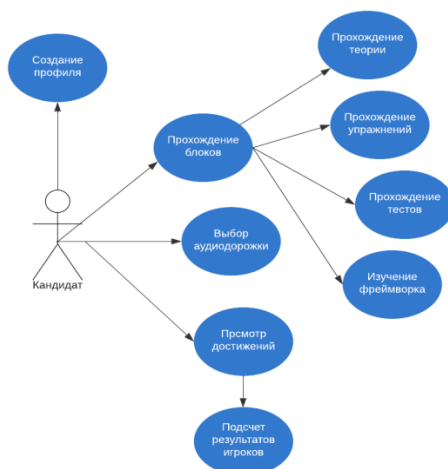 Создание
профиля
Прохождение
теории
Прохождение
блоков
Прохождение
упражнений
Прохождение
тестов
Выбор
аудиодорожки
Изучение
фреймворка
Кандидат
Прсмотр
достижений
Подсчет
результатов
игроков